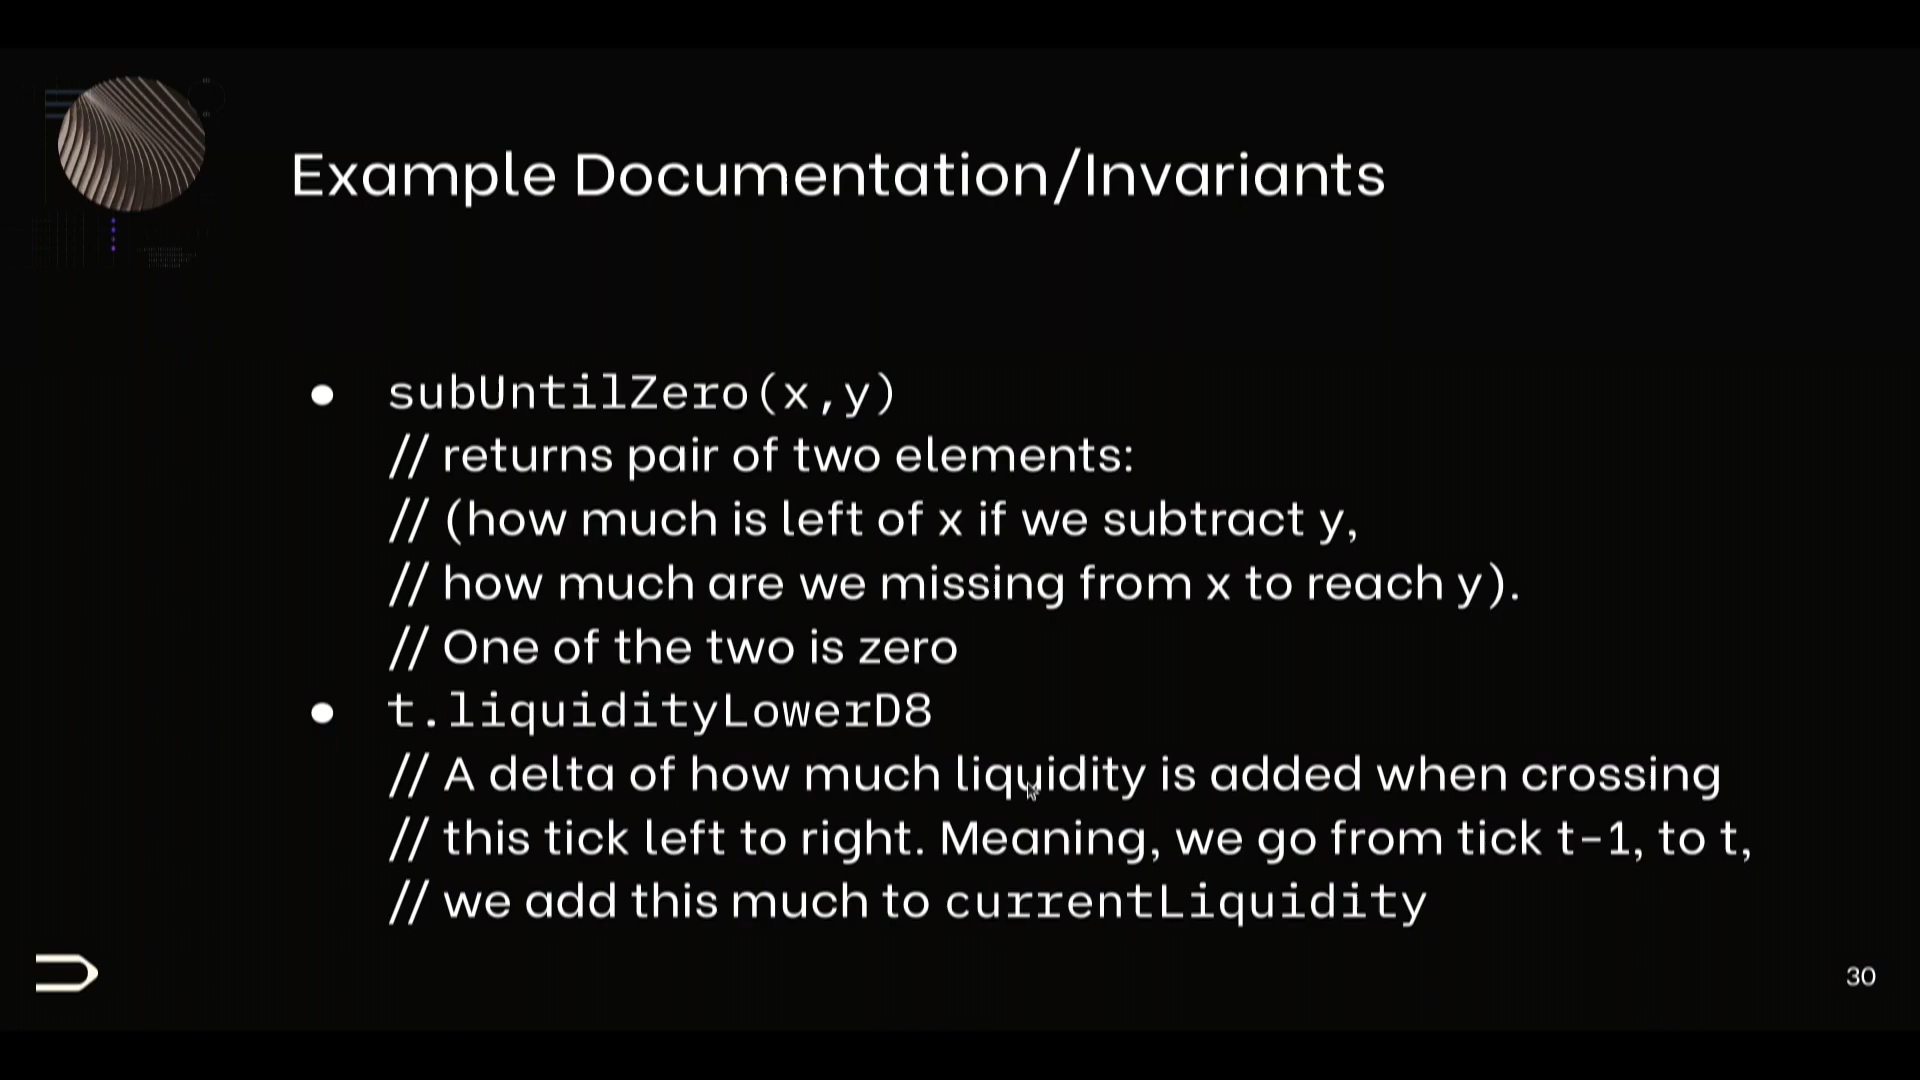 Example Documentation/Invariants
● subUntilZero(x,y)
// returns pair of two elements:
// (how much is left of x if we subtract y,
// how much are we missing from x to reach y).
// One of the two is zero
● t.liquidityLowerD8
// A delta of how much liquidity is added when crossing
// this tick left to right. Meaning, we go from tick t-1, to t,
// we add this much to currentLiquidity
30